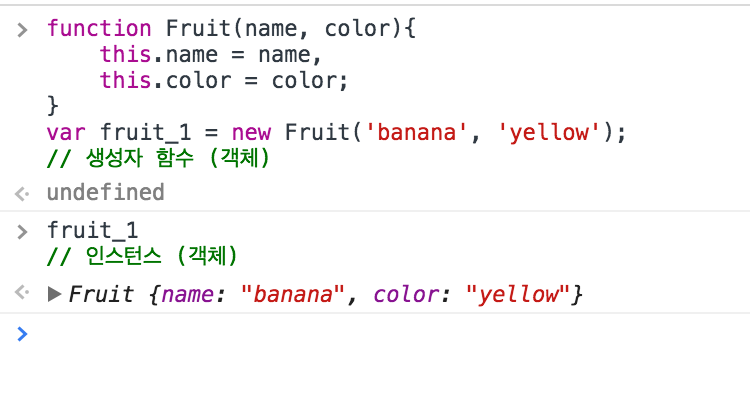 function Fruit(name, color){
    this.name = name,
    this.color = color;
}
var fruit_1 = new Fruit('banana', 'yellow');
// 생성자 함수 (객체)
undefined
fruit_1
// 인스턴스 (객체)
Fruit {name: "banana", color: "yellow"}